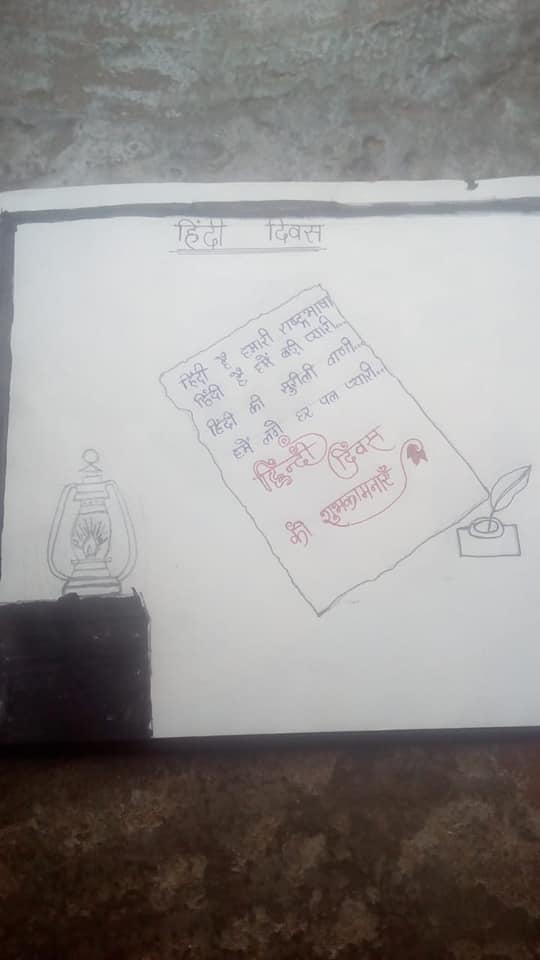 हिंदी दिवस
हिंदी है हमारी राष्ट्रभाषा
हिंदी है हमें बड़ी प्यारी...
हिंदी की सुरीली वाणी...
हमें लगे हर पल प्यारी...
हिन्दी दिवस
की शुभकामनाएँ